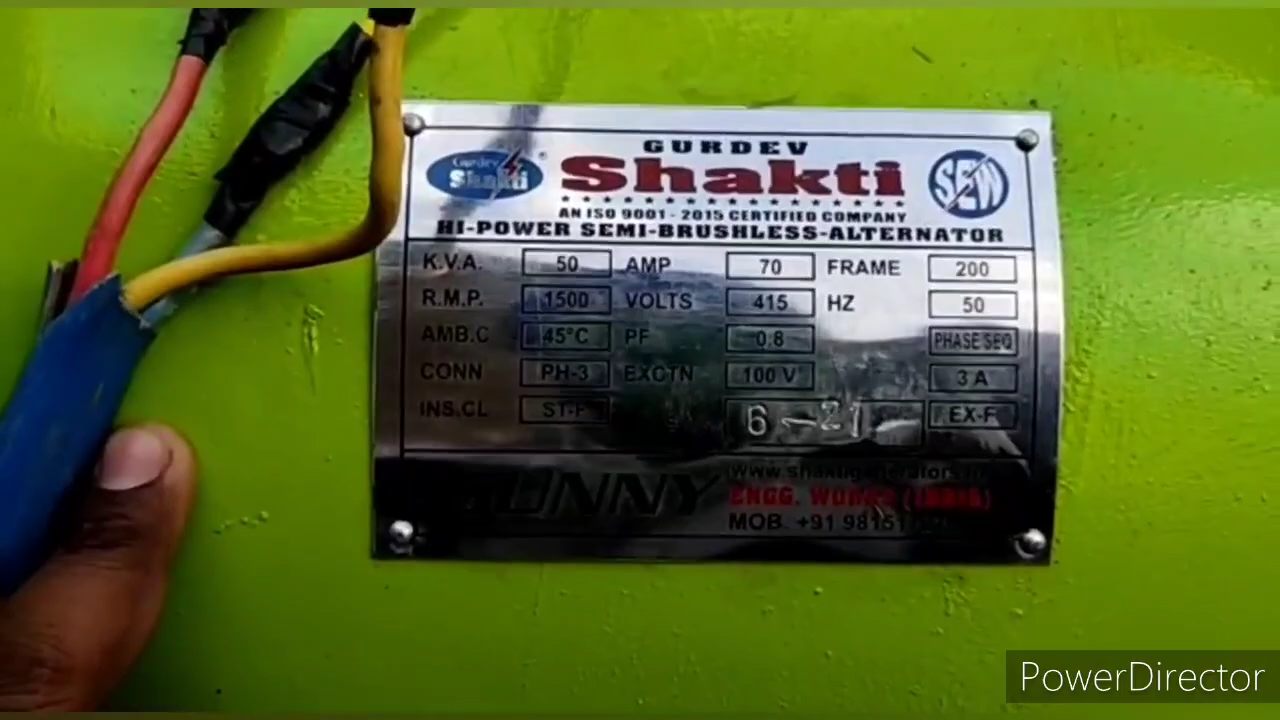 GURDEV
Gurdev Shakti ® Shakti SEW
AN ISO 9001 - 2015 CERTIFIED COMPANY
HI-POWER SEMI-BRUSHLESS-ALTERNATOR
K.V.A. 50 AMP 70 FRAME 200
R.M.P. 1500 VOLTS 415 HZ 50
AMB.C 45°C PF 0.8 PHASE SEQ
CONN PH-3 EXCTN 100 V 3 A
INS.CL ST-F 6-21 EX-F
SUNNY
ENGG. WORKS (INDIA)
MOB. +91
PowerDirector